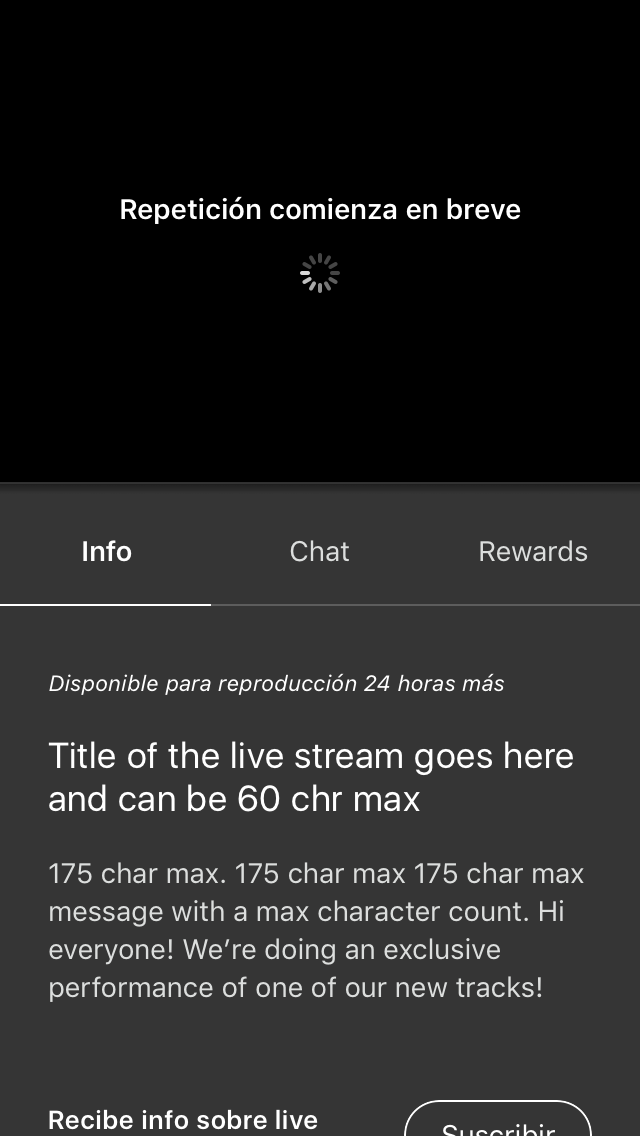 Repetición comienza en breve
Info
Chat
Rewards
Disponible para reproducción 24 horas más
Title of the live stream goes here
and can be 60 chr max
175 char max. 175 char max 175 char max
message with a max character count. Hi
everyone! We’re doing an exclusive
performance of one of our new tracks!
Recibe info sobre live
Suscribir